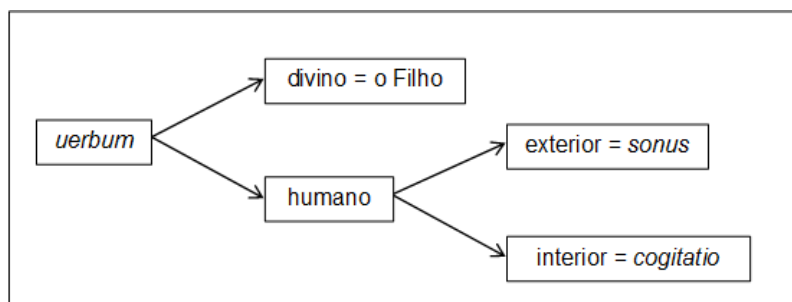 divino = o Filho
uerbum
exterior = sonus
humano
interior = cogitatio